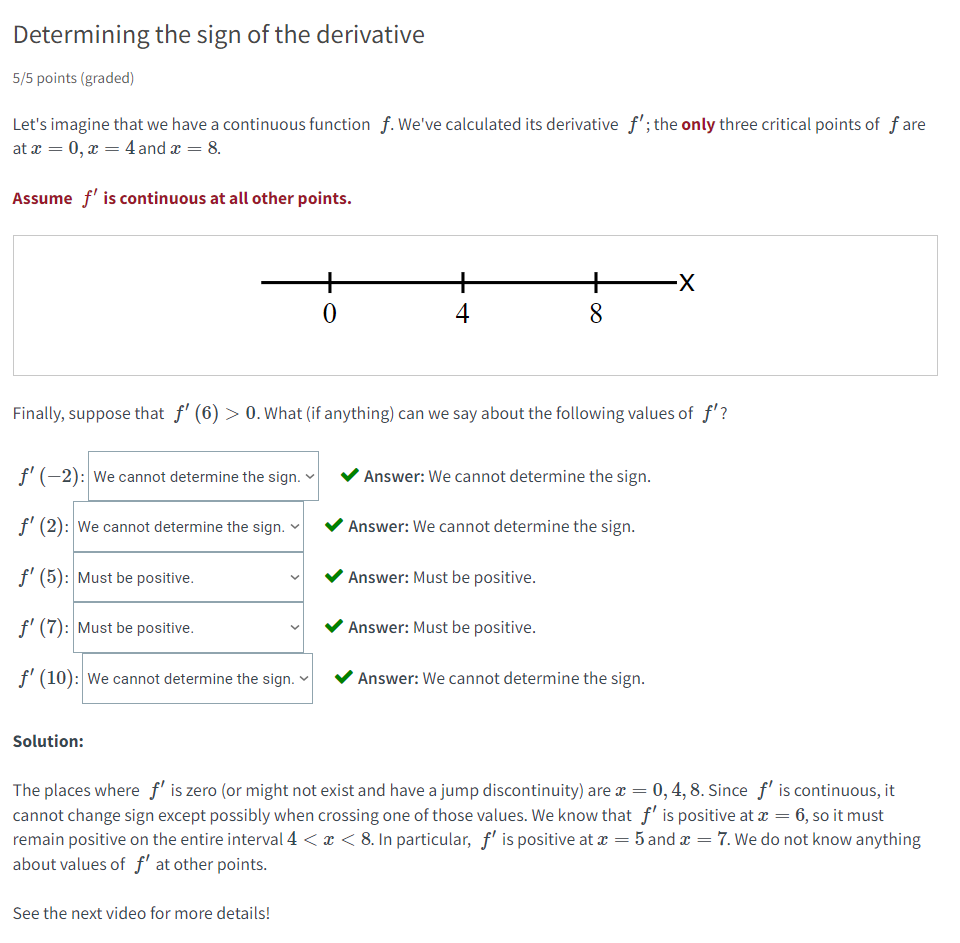 Determining the sign of the derivative
5/5 points (graded)
Let's imagine that we have a continuous function f. We've calculated its derivative f′; the only three critical points of f are
at x = 0, x = 4 and x = 8.
Assume f′ is continuous at all other points.
X
0 4 8
Finally, suppose that f′ (6) > 0. What (if anything) can we say about the following values of f′?
f′ (−2): We cannot determine the sign. Answer: We cannot determine the sign.
f′ (2): We cannot determine the sign. Answer: We cannot determine the sign.
f′ (5): Must be positive. Answer: Must be positive.
f′ (7): Must be positive. Answer: Must be positive.
f′ (10): We cannot determine the sign. Answer: We cannot determine the sign.
Solution:
The places where f′ is zero (or might not exist and have a jump discontinuity) are x = 0, 4, 8. Since f′ is continuous, it
cannot change sign except possibly when crossing one of those values. We know that f′ is positive at x = 6, so it must
remain positive on the entire interval 4 < x < 8. In particular, f′ is positive at x = 5 and x = 7. We do not know anything
about values of f′ at other points.
See the next video for more details!